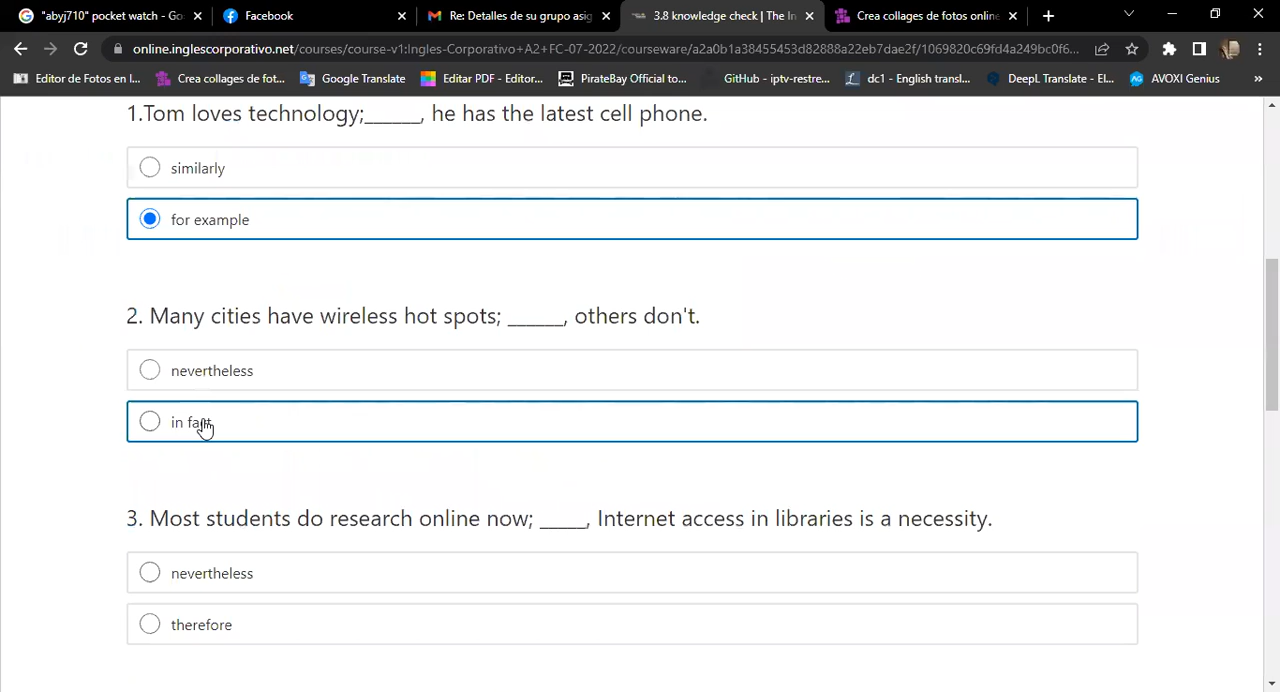 "abyj710" pocket watch - Go
Facebook
Re: Detalles de su grupo asig
3.8 knowledge check | The In
Crea collages de fotos online
online.inglescorporativo.net/courses/course-v1:Ingles-Corporativo+A2+FC-07-2022/courseware/a2a0b1a38455453d82888a22eb7dae2f/1069820c69fd4a249bc0f6...
Editor de Fotos en l...
Crea collages de fot...
Google Translate
Editar PDF - Editor...
PirateBay Official to...
GitHub - iptv-restre...
dc1 - English transl...
DeepL Translate - El...
AVOXI Genius
»
1.Tom loves technology;______, he has the latest cell phone.
similarly
for example
2. Many cities have wireless hot spots; ______, others don't.
nevertheless
in fact
3. Most students do research online now; _____, Internet access in libraries is a necessity.
nevertheless
therefore